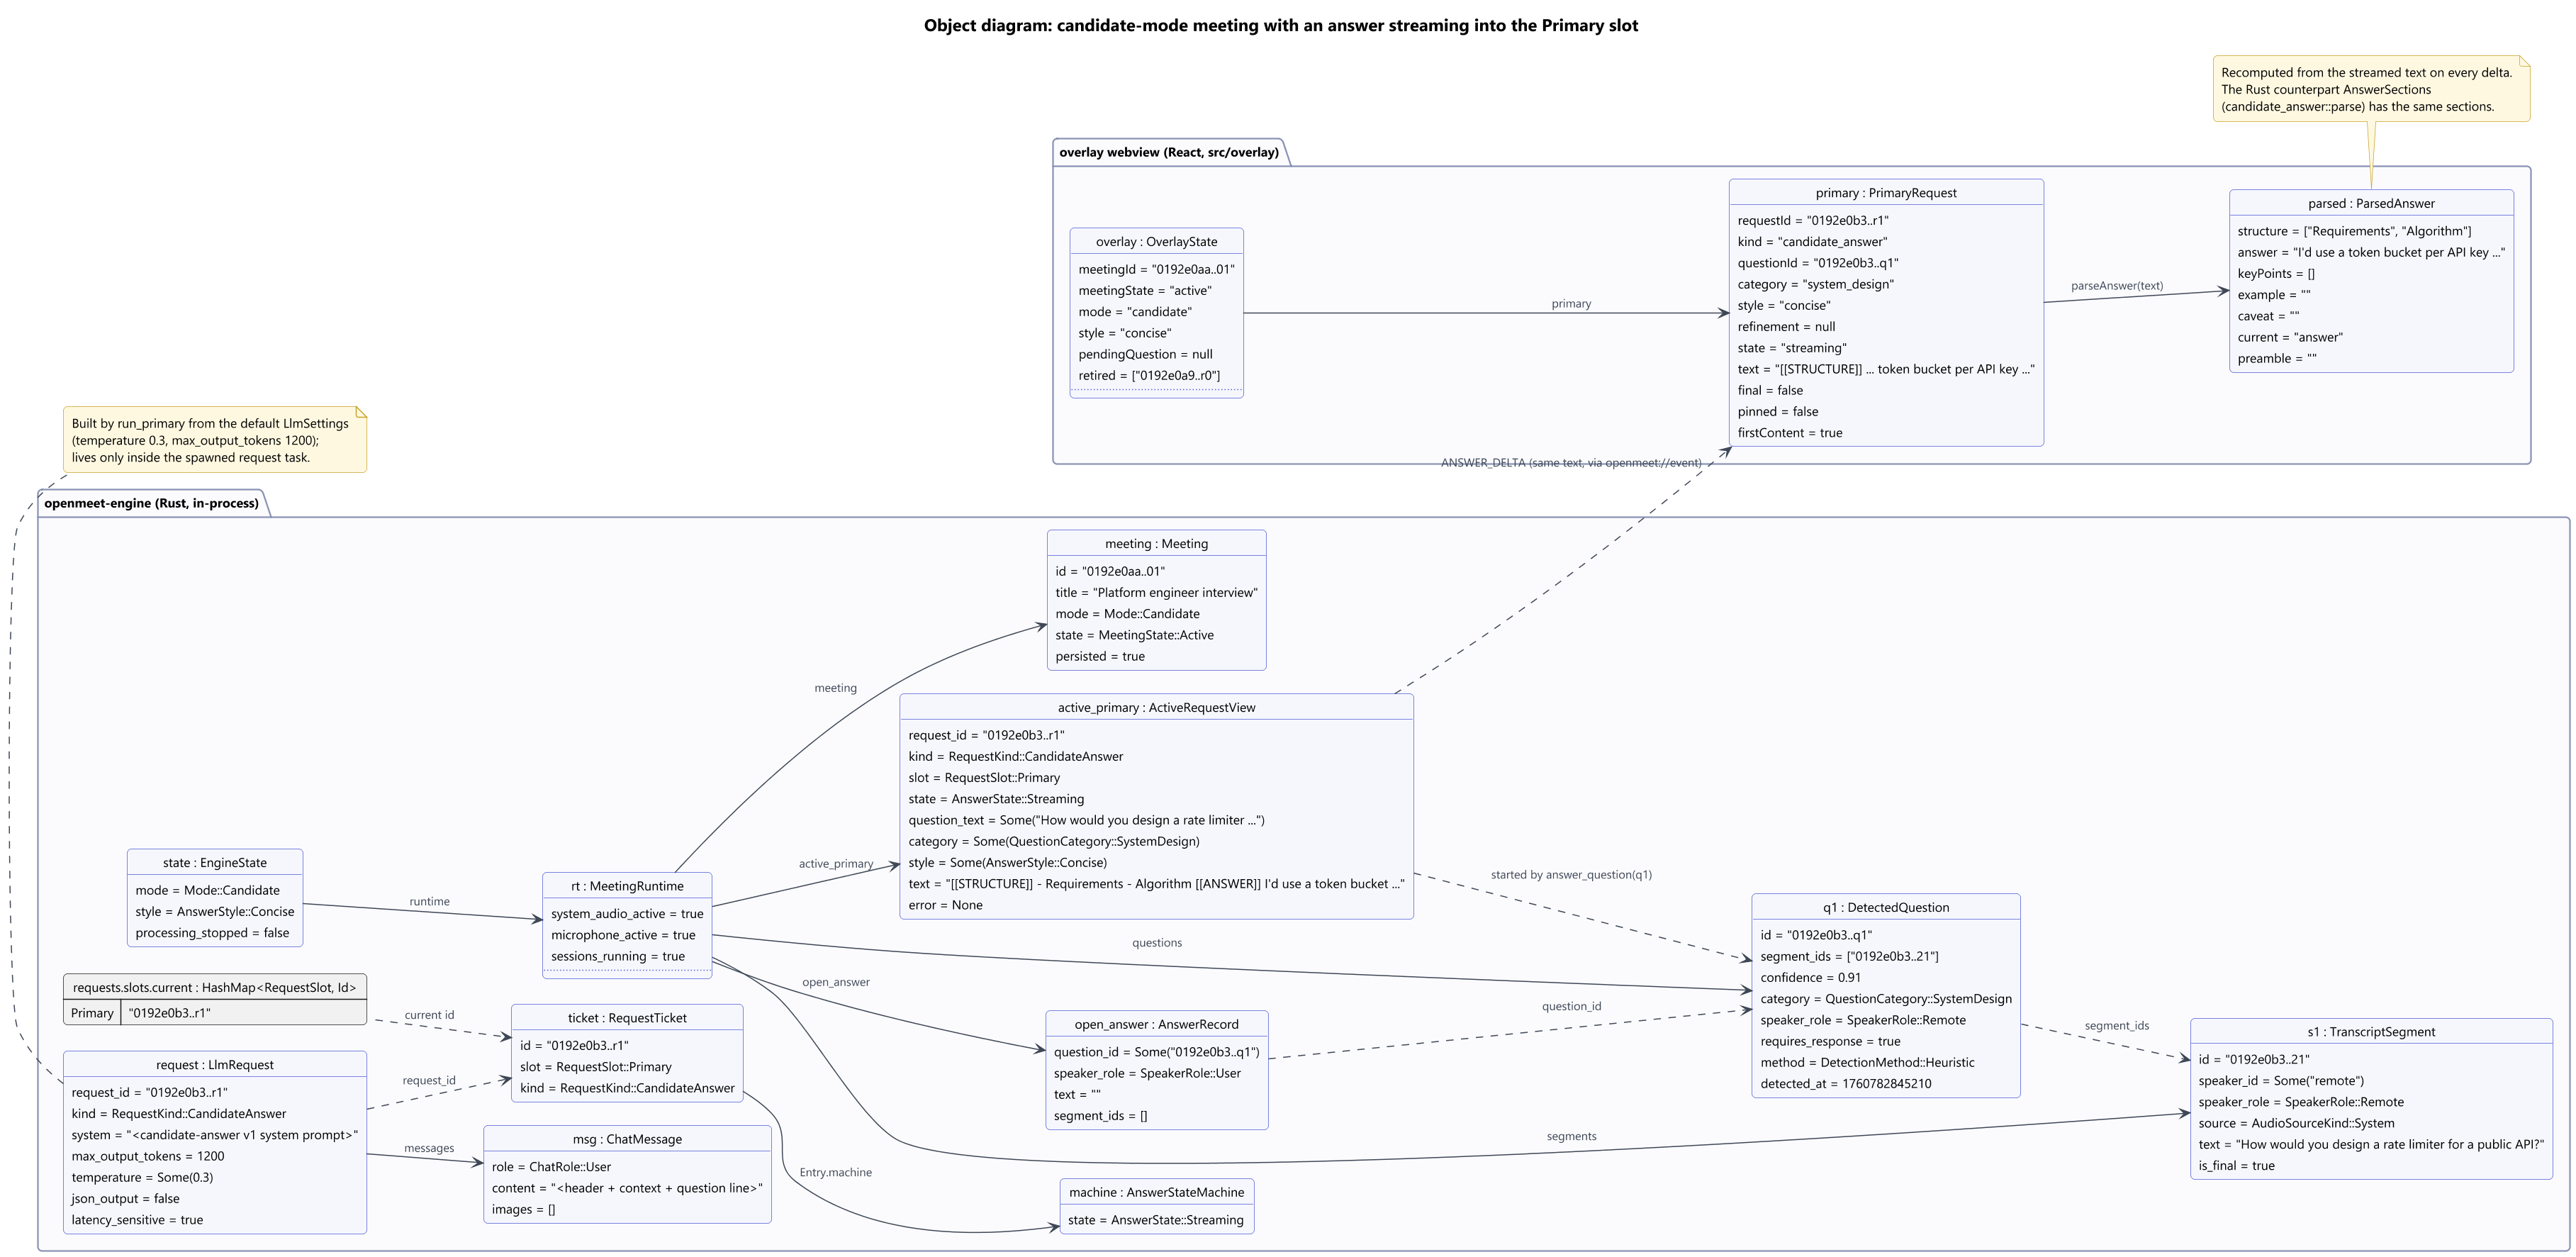 Object diagram: candidate-mode meeting with an answer streaming into the Primary slot
Recomputed from the streamed text on every delta.
The Rust counterpart AnswerSections
(candidate_answer::parse) has the same sections.
overlay webview (React, src/overlay)
overlay : OverlayState
meetingId = "0192e0aa..01"
meetingState = "active"
mode = "candidate"
style = "concise"
pendingQuestion = null
retired = ["0192e0a9..r0"]
primary
primary : PrimaryRequest
requestId = "0192e0b3..r1"
kind = "candidate_answer"
questionId = "0192e0b3..q1"
category = "system_design"
style = "concise"
refinement = null
state = "streaming"
text = "[[STRUCTURE]] ... token bucket per API key ..."
final = false
pinned = false
firstContent = true
parseAnswer(text)
parsed : ParsedAnswer
structure = ["Requirements", "Algorithm"]
answer = "I'd use a token bucket per API key ..."
keyPoints = []
example = ""
caveat = ""
current = "answer"
preamble = ""
ANSWER_DELTA (same text, via openmeet://event)
Built by run_primary from the default LlmSettings
(temperature 0.3, max_output_tokens 1200);
lives only inside the spawned request task.
openmeet-engine (Rust, in-process)
meeting : Meeting
id = "0192e0aa..01"
title = "Platform engineer interview"
mode = Mode::Candidate
state = MeetingState::Active
persisted = true
meeting
active_primary : ActiveRequestView
request_id = "0192e0b3..r1"
kind = RequestKind::CandidateAnswer
slot = RequestSlot::Primary
state = AnswerState::Streaming
question_text = Some("How would you design a rate limiter ...")
category = Some(QuestionCategory::SystemDesign)
style = Some(AnswerStyle::Concise)
text = "[[STRUCTURE]] - Requirements - Algorithm [[ANSWER]] I'd use a token bucket ..."
error = None
state : EngineState
mode = Mode::Candidate
style = AnswerStyle::Concise
processing_stopped = false
runtime
rt : MeetingRuntime
system_audio_active = true
microphone_active = true
sessions_running = true
active_primary
started by answer_question(q1)
questions
open_answer
q1 : DetectedQuestion
id = "0192e0b3..q1"
segment_ids = ["0192e0b3..21"]
confidence = 0.91
category = QuestionCategory::SystemDesign
speaker_role = SpeakerRole::Remote
requires_response = true
method = DetectionMethod::Heuristic
detected_at = 1760782845210
requests.slots.current : HashMap<RequestSlot, Id>
Primary "0192e0b3..r1"
current id
ticket : RequestTicket
id = "0192e0b3..r1"
slot = RequestSlot::Primary
kind = RequestKind::CandidateAnswer
open_answer : AnswerRecord
question_id = Some("0192e0b3..q1")
speaker_role = SpeakerRole::User
text = ""
segment_ids = []
question_id
segment_ids
s1 : TranscriptSegment
id = "0192e0b3..21"
speaker_id = Some("remote")
speaker_role = SpeakerRole::Remote
source = AudioSourceKind::System
text = "How would you design a rate limiter for a public API?"
is_final = true
request : LlmRequest
request_id = "0192e0b3..r1"
kind = RequestKind::CandidateAnswer
system = "<candidate-answer v1 system prompt>"
max_output_tokens = 1200
temperature = Some(0.3)
json_output = false
latency_sensitive = true
request_id
messages
msg : ChatMessage
role = ChatRole::User
content = "<header + context + question line>"
images = []
segments
Entry.machine
machine : AnswerStateMachine
state = AnswerState::Streaming